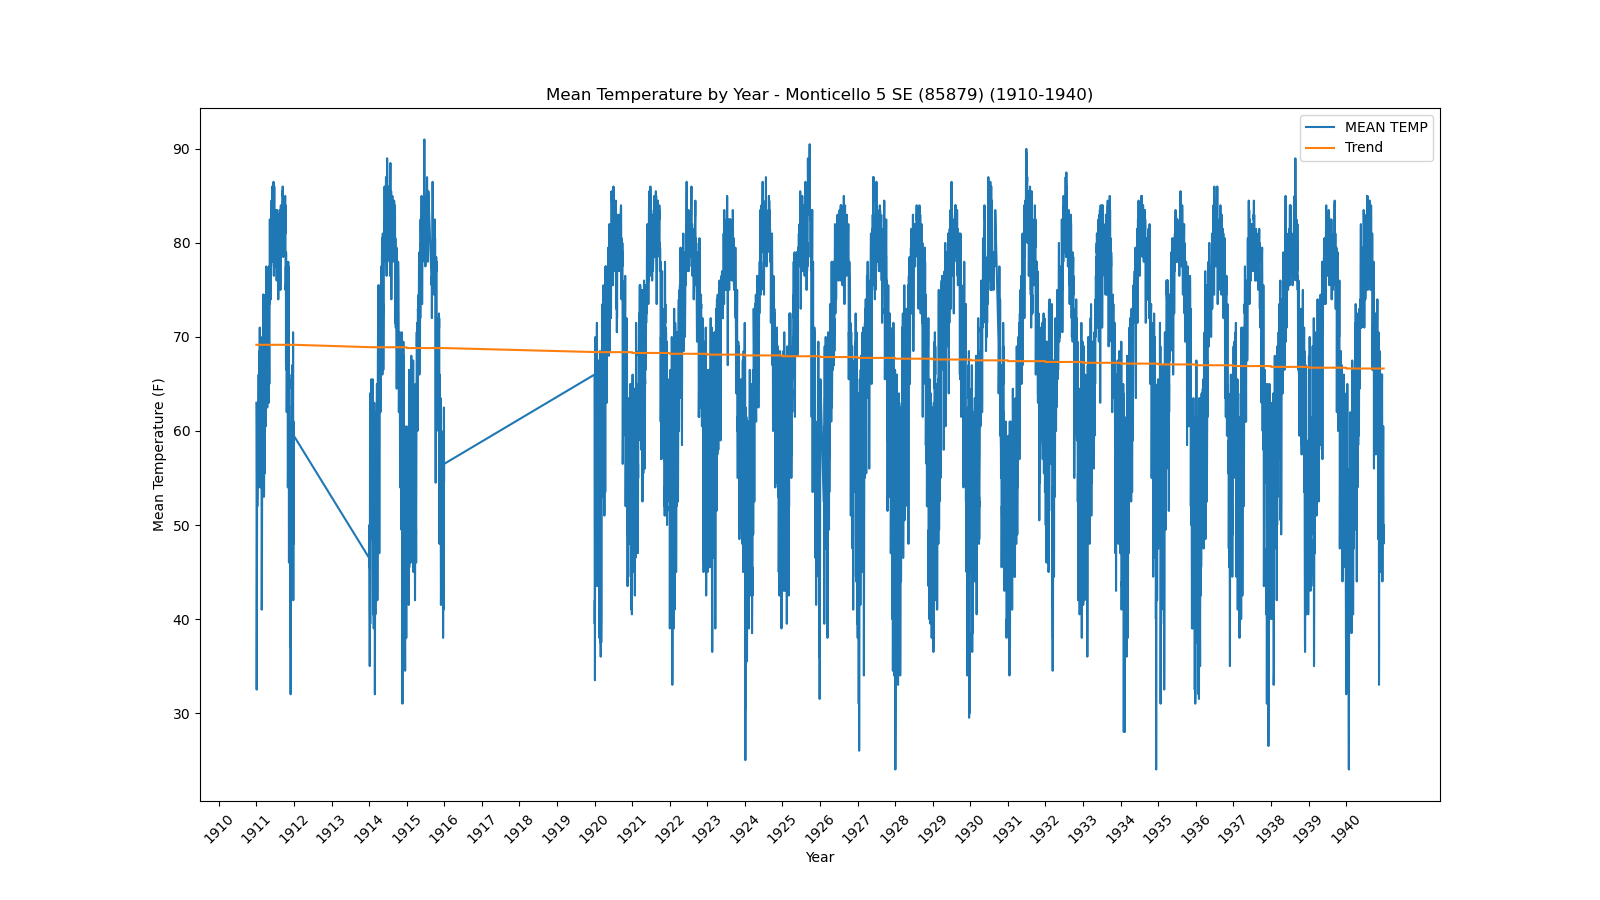 Mean Temperature by Year - Monticello 5 SE (85879) (1910-1940)
MEAN TEMP
Trend
90
80
70
60
50
40
30
Mean Temperature (F)
1910 1911 1912 1913 1914 1915 1916 1917 1918 1919 1920 1921 1922 1923 1924 1925 1926 1927 1928 1929 1930 1931 1932 1933 1934 1935 1936 1937 1938 1939 1940
Year